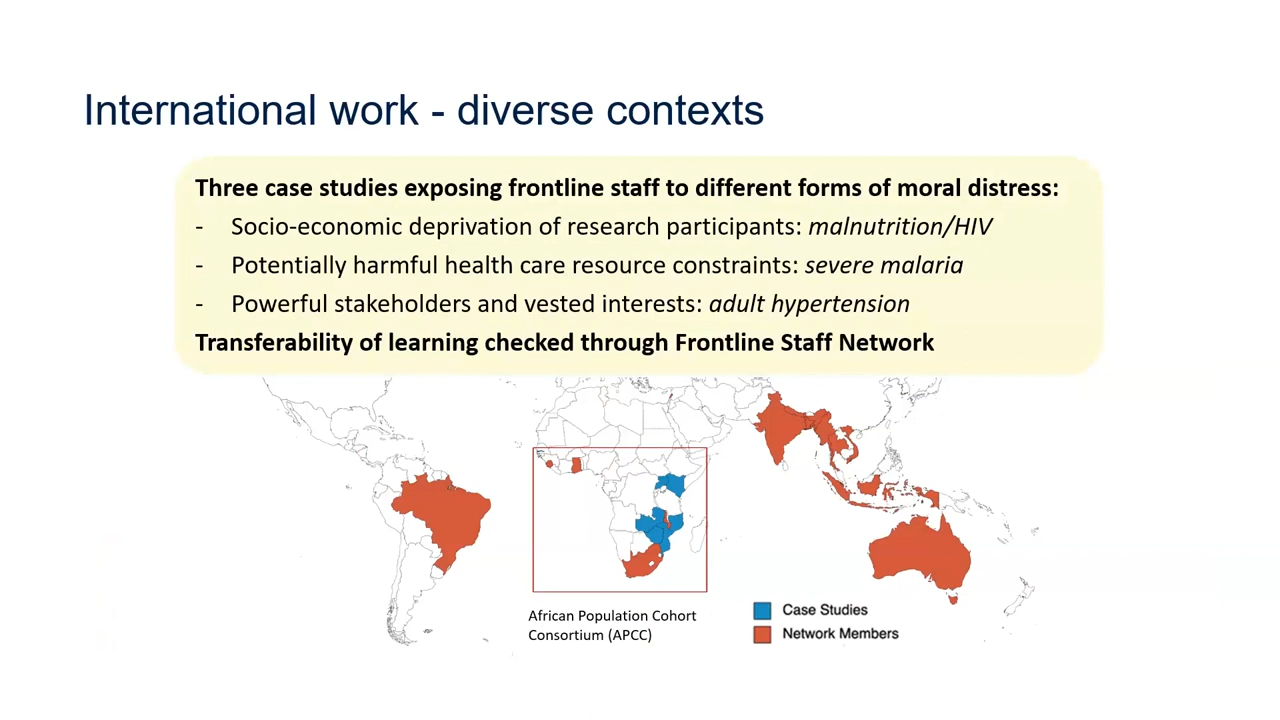 International work - diverse contexts
Three case studies exposing frontline staff to different forms of moral distress:
- Socio-economic deprivation of research participants: malnutrition/HIV
- Potentially harmful health care resource constraints: severe malaria
- Powerful stakeholders and vested interests: adult hypertension
Transferability of learning checked through Frontline Staff Network
African Population Cohort
Consortium (APCC)
Case Studies
Network Members